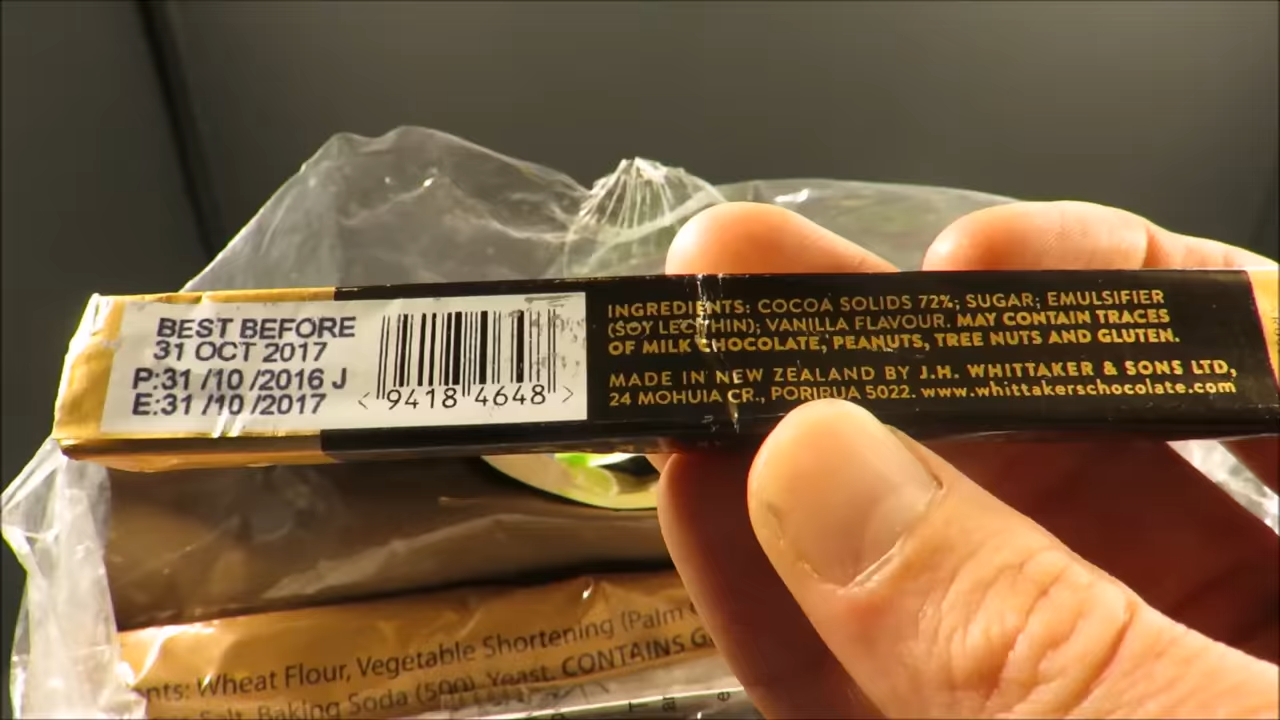 BEST BEFORE
31 OCT 2017
P:31 /10 /2016 J
E:31 /10 /2017
<9418 4648>
INGREDIENTS: COCOA SOLIDS 72%; SUGAR; EMULSIFIER
(SOY LECITHIN); VANILLA FLAVOUR. MAY CONTAIN TRACES
OF MILK CHOCOLATE, PEANUTS, TREE NUTS AND GLUTEN.
MADE IN NEW ZEALAND BY J.H. WHITTAKER & SONS LTD,
24 MOHUIA CR., PORIRUA 5022. www.whittakerschocolate.com
nts: Wheat Flour, Vegetable Shortening (Palm
Salt, Baking Soda (500), Yeast. CONTAINS G